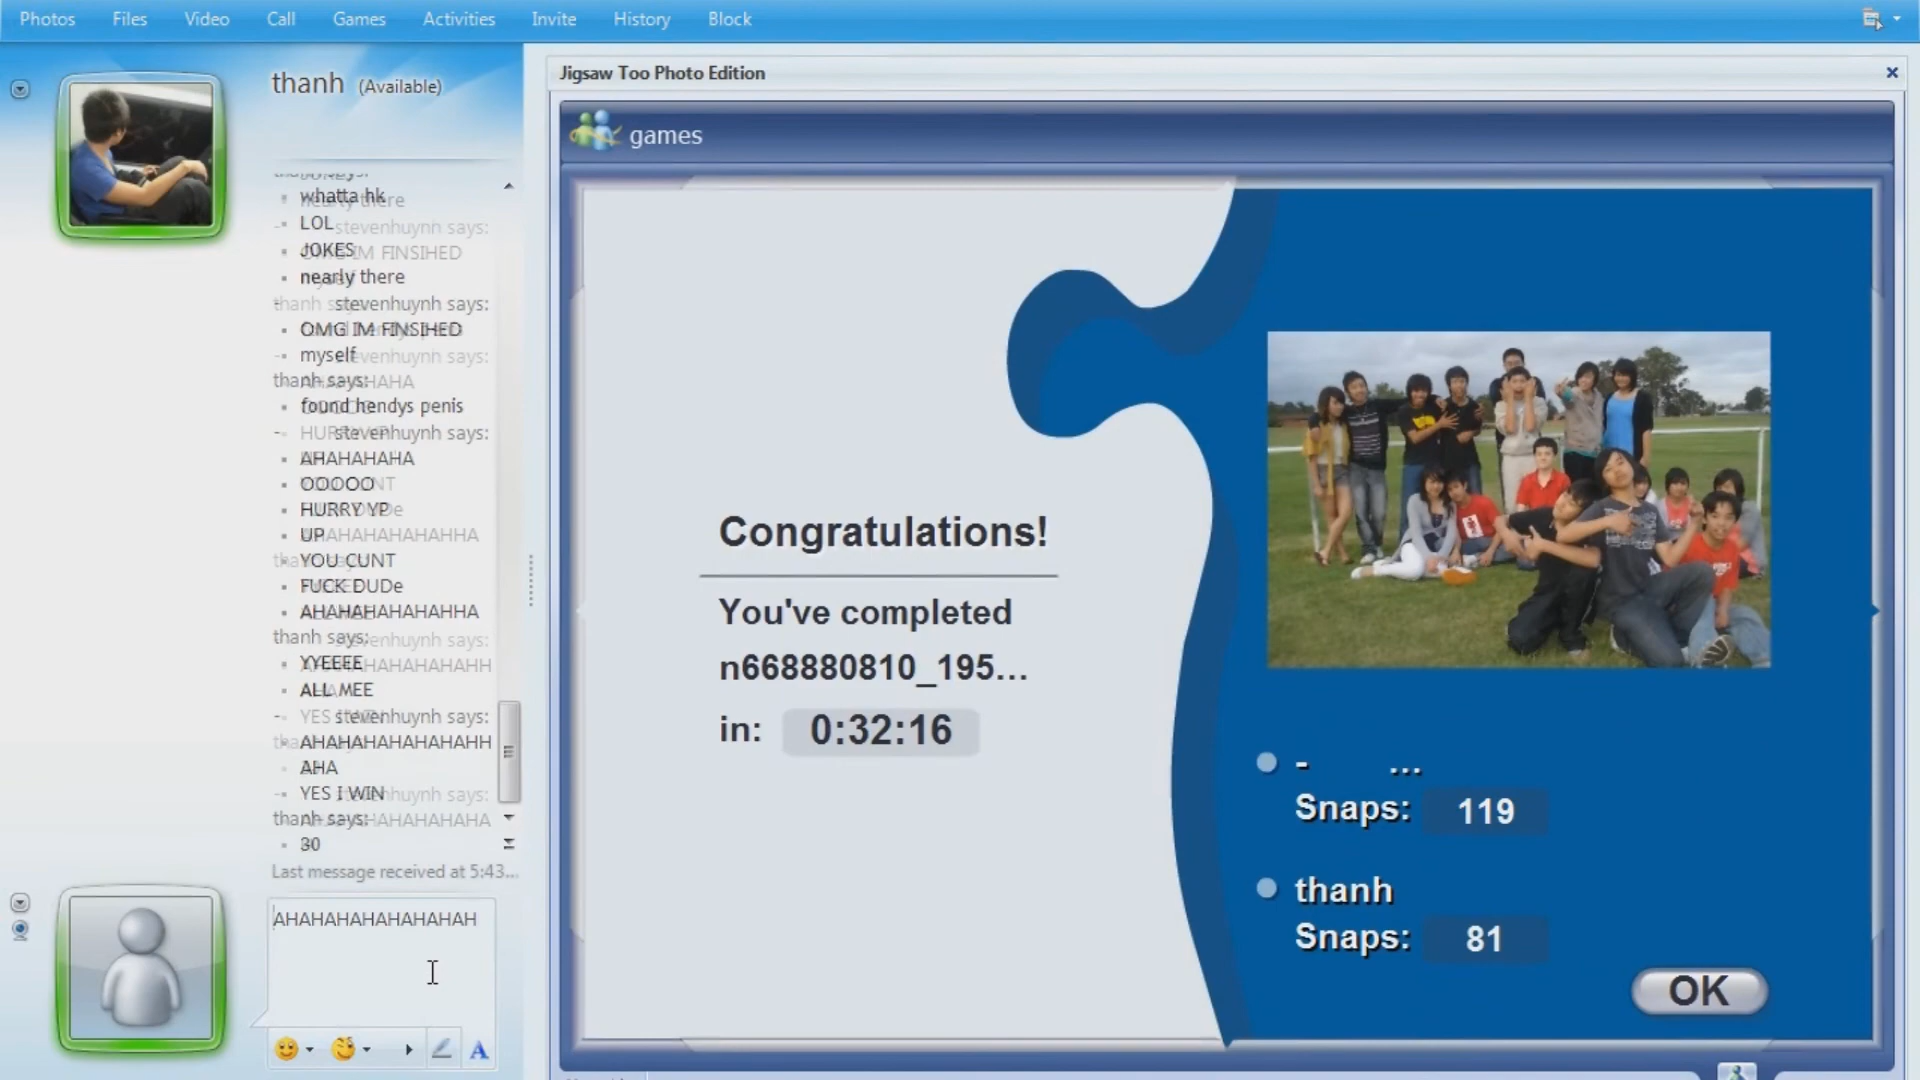 Photos Files Video Call Games Activities Invite History Block
thanh (Available)
whatta hk
LOL
JOKES
nearly there
stevenhuynh says:
OMG IM FINSIHED
myself
thanh says:
found hendys penis
stevenhuynh says:
AHAHAHAHA
OOUOO
HURRY YP
UP
YOU CUNT
FUCK DUDe
AHAHAHAHAHAHHA
thanh says:
YYEEEE
ALL MEE
stevenhuynh says:
AHAHAHAHAHAHAHH
AHA
YES I WIN
thanh says:
30
Last message received at 5:43...
AHAHAHAHAHAHAHAH
Jigsaw Too Photo Edition
games
Congratulations!
You've completed
n668880810_195...
in: 0:32:16
- ...
Snaps: 119
thanh
Snaps: 81
OK